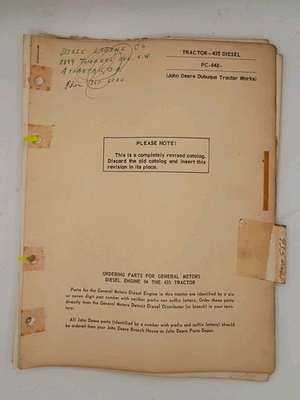 TRACTOR-435 DIESEL
PC-642-
(John Deere Dubuque Tractor Works)
PLEASE NOTE!
This is a completely revised catalog.
Discard the old catalog and insert this
revision in its place.
ORDERING PARTS FOR GENERAL MOTORS
DIESEL ENGINE IN THE 435 TRACTOR
Parts for the General Motors Diesel Engine in this tractor are identified by a six
or seven digit part number with neither prefix nor suffix letters. Order these parts
directly from the General Motors Detroit Diesel Distributor (or branch) in your terri-
tory.
All John Deere parts (identified by a number with prefix and suffix letters) should
be ordered from your John Deere Branch House or John Deere Parts Depot.